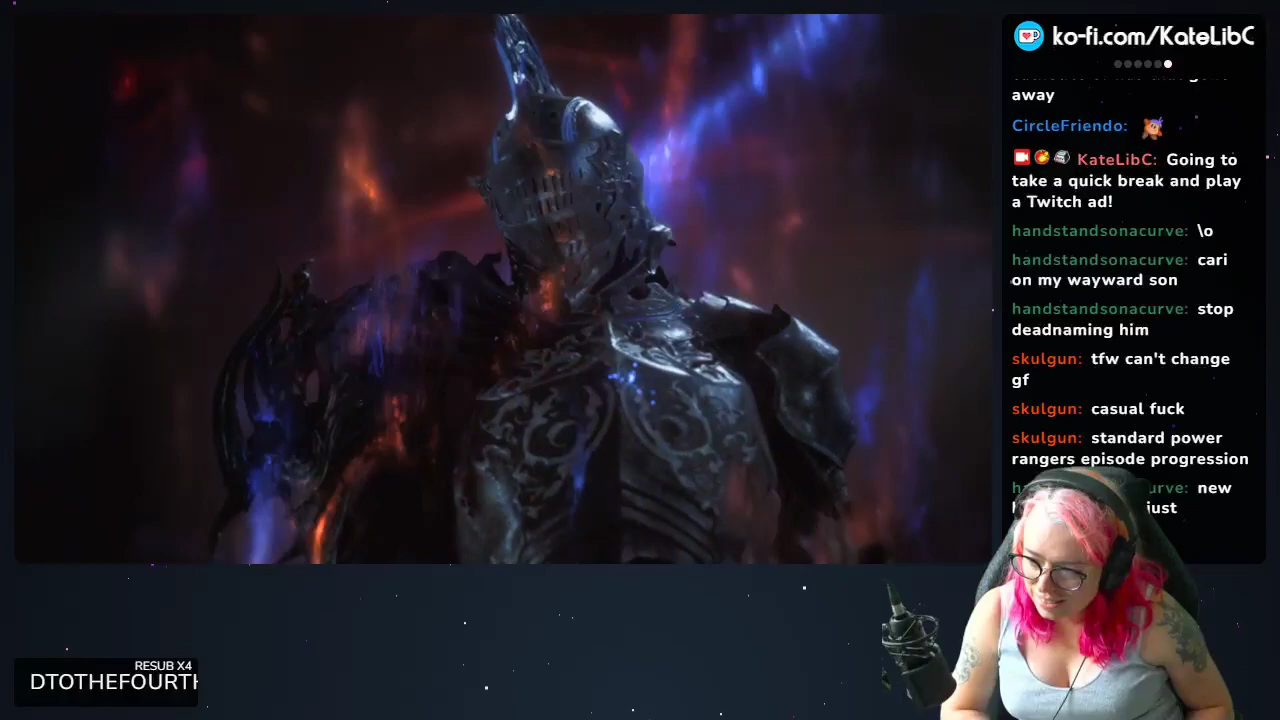 ko-fi.com/KateLibC
away
CircleFriendo:
KateLibC: Going to
take a quick break and play
a Twitch ad!
handstandsonacurve: \o
handstandsonacurve: cari
on my wayward son
handstandsonacurve: stop
deadnaming him
skulgun: tfw can't change
gf
skulgun: casual fuck
skulgun: standard power
rangers episode progression
new
just
RESUB X4
DTOTHEFOURTH